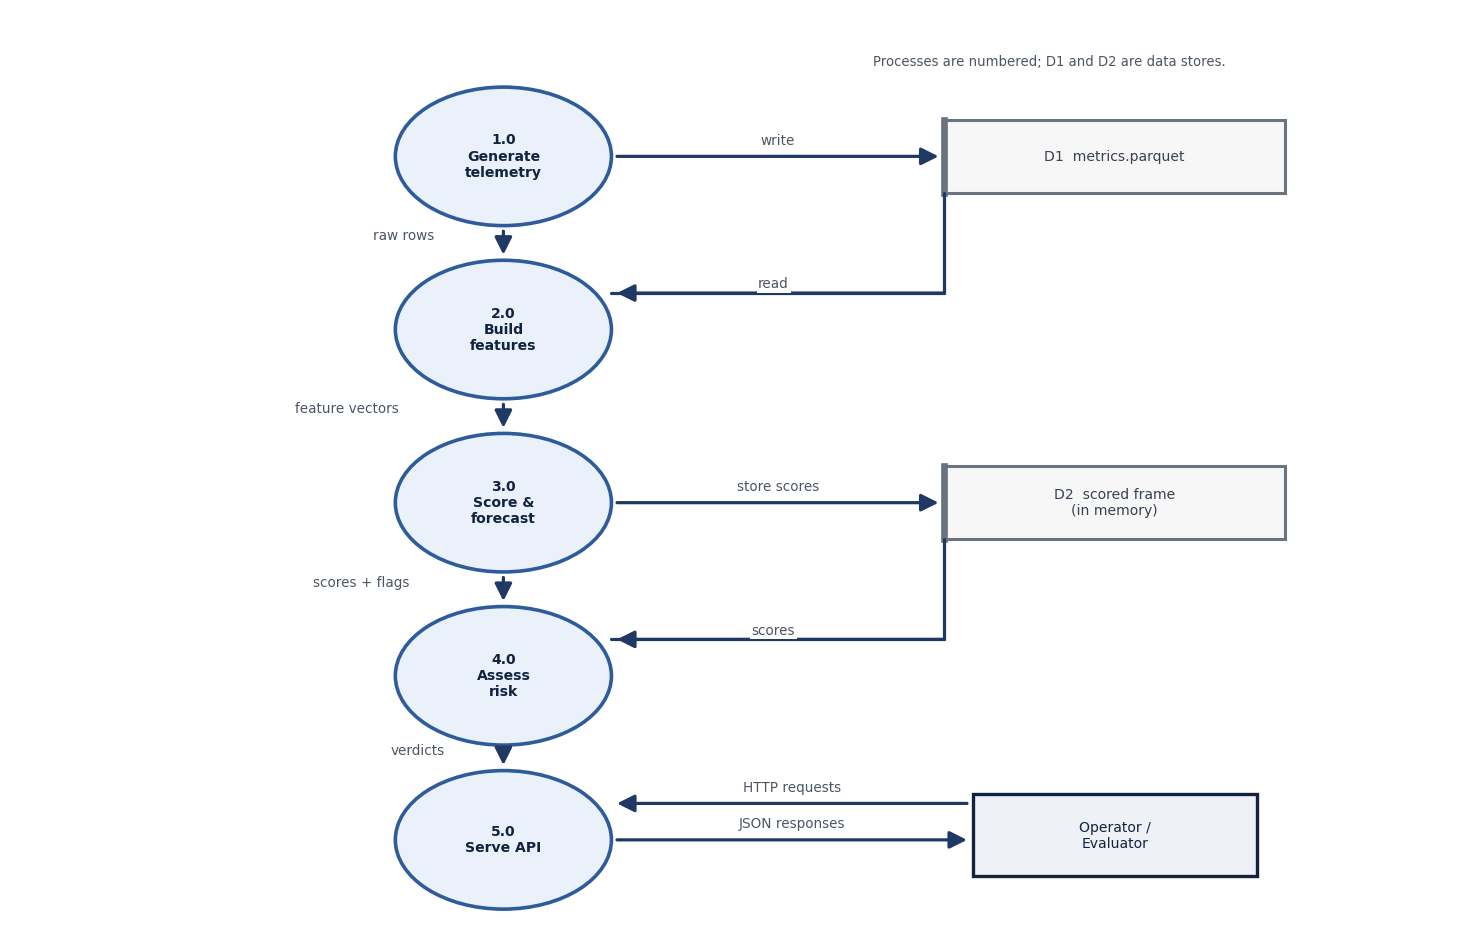 Processes are numbered; D1 and D2 are data stores.
1.0
Generate
telemetry
write
D1  metrics.parquet
raw rows
read
2.0
Build
features
feature vectors
3.0
Score &
forecast
store scores
D2  scored frame
(in memory)
scores + flags
scores
4.0
Assess
risk
verdicts
HTTP requests
JSON responses
5.0
Serve API
Operator /
Evaluator